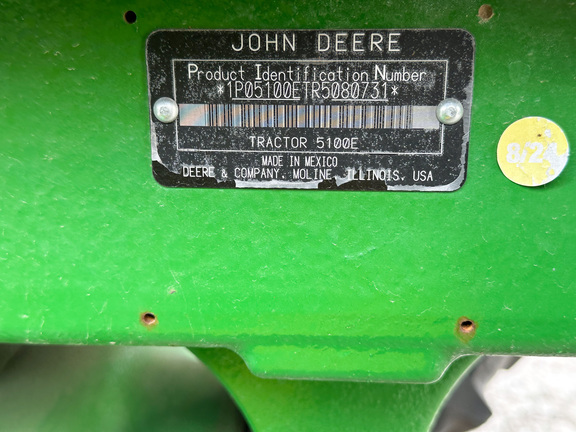 JOHN DEERE
Product Identification Number
*1P05100ETR5080731*
TRACTOR 5100E
MADE IN MEXICO
DEERE & COMPANY, MOLINE, ILLINOIS, USA
8/24